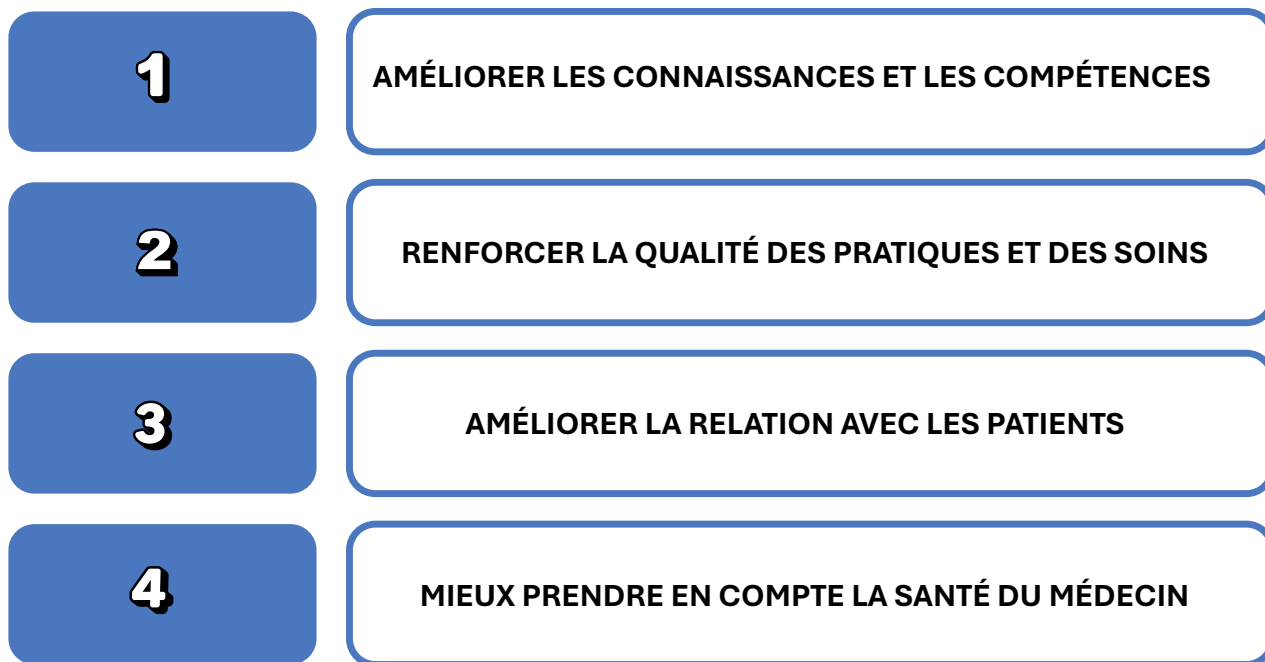 1
AMÉLIORER LES CONNAISSANCES ET LES COMPÉTENCES
2
RENFORCER LA QUALITÉ DES PRATIQUES ET DES SOINS
3
AMÉLIORER LA RELATION AVEC LES PATIENTS
4
MIEUX PRENDRE EN COMPTE LA SANTÉ DU MÉDECIN